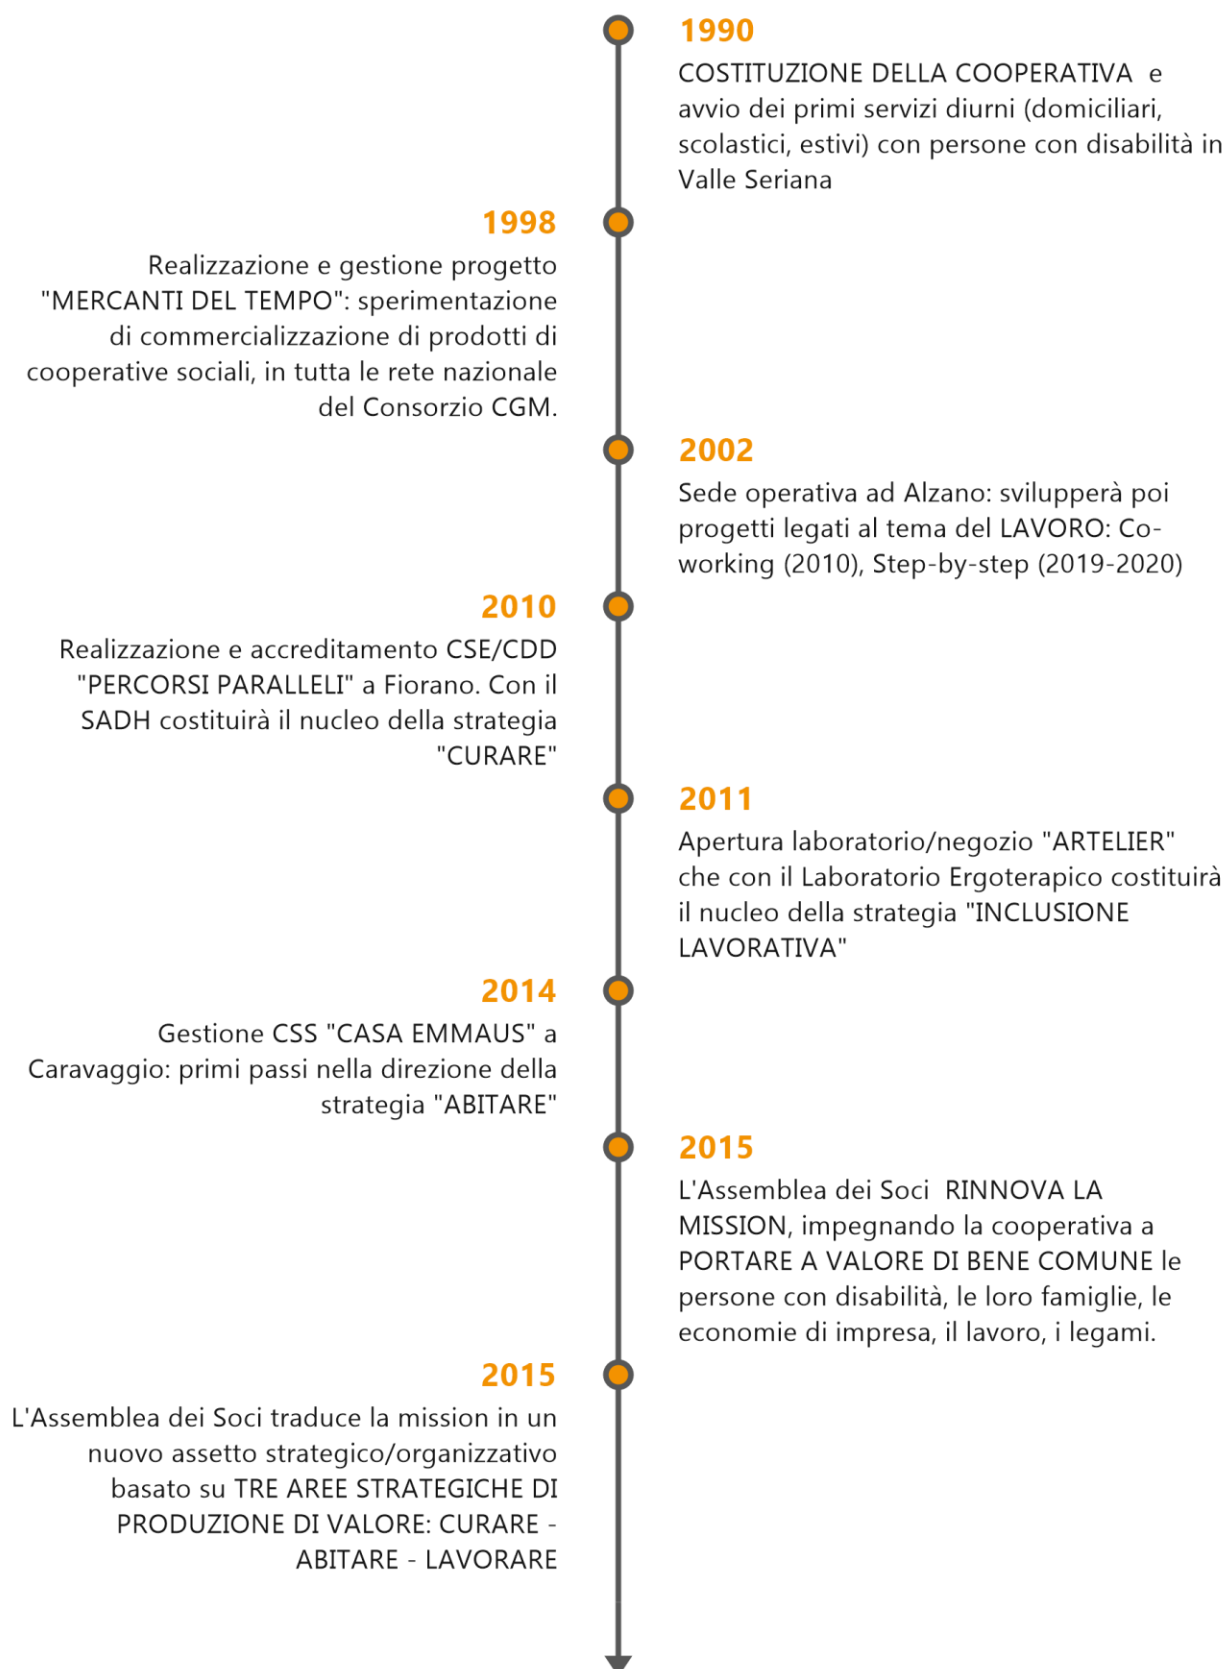 1990
COSTITUZIONE DELLA COOPERATIVA  e
avvio dei primi servizi diurni (domiciliari,
scolastici, estivi) con persone con disabilità in
Valle Seriana
1998
Realizzazione e gestione progetto
"MERCANTI DEL TEMPO": sperimentazione
di commercializzazione di prodotti di
cooperative sociali, in tutta le rete nazionale
del Consorzio CGM.
2002
Sede operativa ad Alzano: svilupperà poi
progetti legati al tema del LAVORO: Co-
working (2010), Step-by-step (2019-2020)
2010
Realizzazione e accreditamento CSE/CDD
"PERCORSI PARALLELI" a Fiorano. Con il
SADH costituirà il nucleo della strategia
"CURARE"
2011
Apertura laboratorio/negozio "ARTELIER"
che con il Laboratorio Ergoterapico costituirà
il nucleo della strategia "INCLUSIONE
LAVORATIVA"
2014
Gestione CSS "CASA EMMAUS" a
Caravaggio: primi passi nella direzione della
strategia "ABITARE"
2015
L'Assemblea dei Soci  RINNOVA LA
MISSION, impegnando la cooperativa a
PORTARE A VALORE DI BENE COMUNE le
persone con disabilità, le loro famiglie, le
economie di impresa, il lavoro, i legami.
2015
L'Assemblea dei Soci traduce la mission in un
nuovo assetto strategico/organizzativo
basato su TRE AREE STRATEGICHE DI
PRODUZIONE DI VALORE: CURARE -
ABITARE - LAVORARE